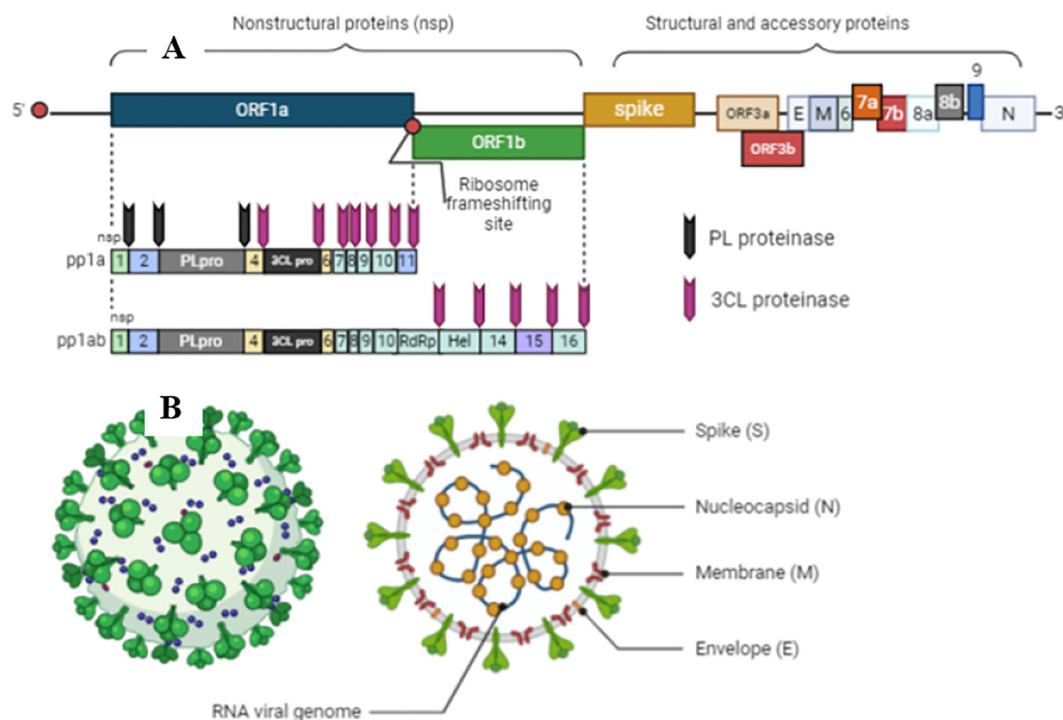 Nonstructural proteins (nsp)
Structural and accessory proteins
A
9
5'
ORF1a
spike
ORF3a
E
M
6
7a
7b
8a
8b
N
3
ORF1b
ORF3b
Ribosome
frameshifting
site
nsp
pp1a
1 2 PLpro 4 3CL pro 6 7 8 9 10 11
PL proteinase
3CL proteinase
nsp
pp1ab
1 2 PLpro 4 3CL pro 6 7 8 9 10 RdRp Hel 14 15 16
B
Spike (S)
Nucleocapsid (N)
Membrane (M)
Envelope (E)
RNA viral genome